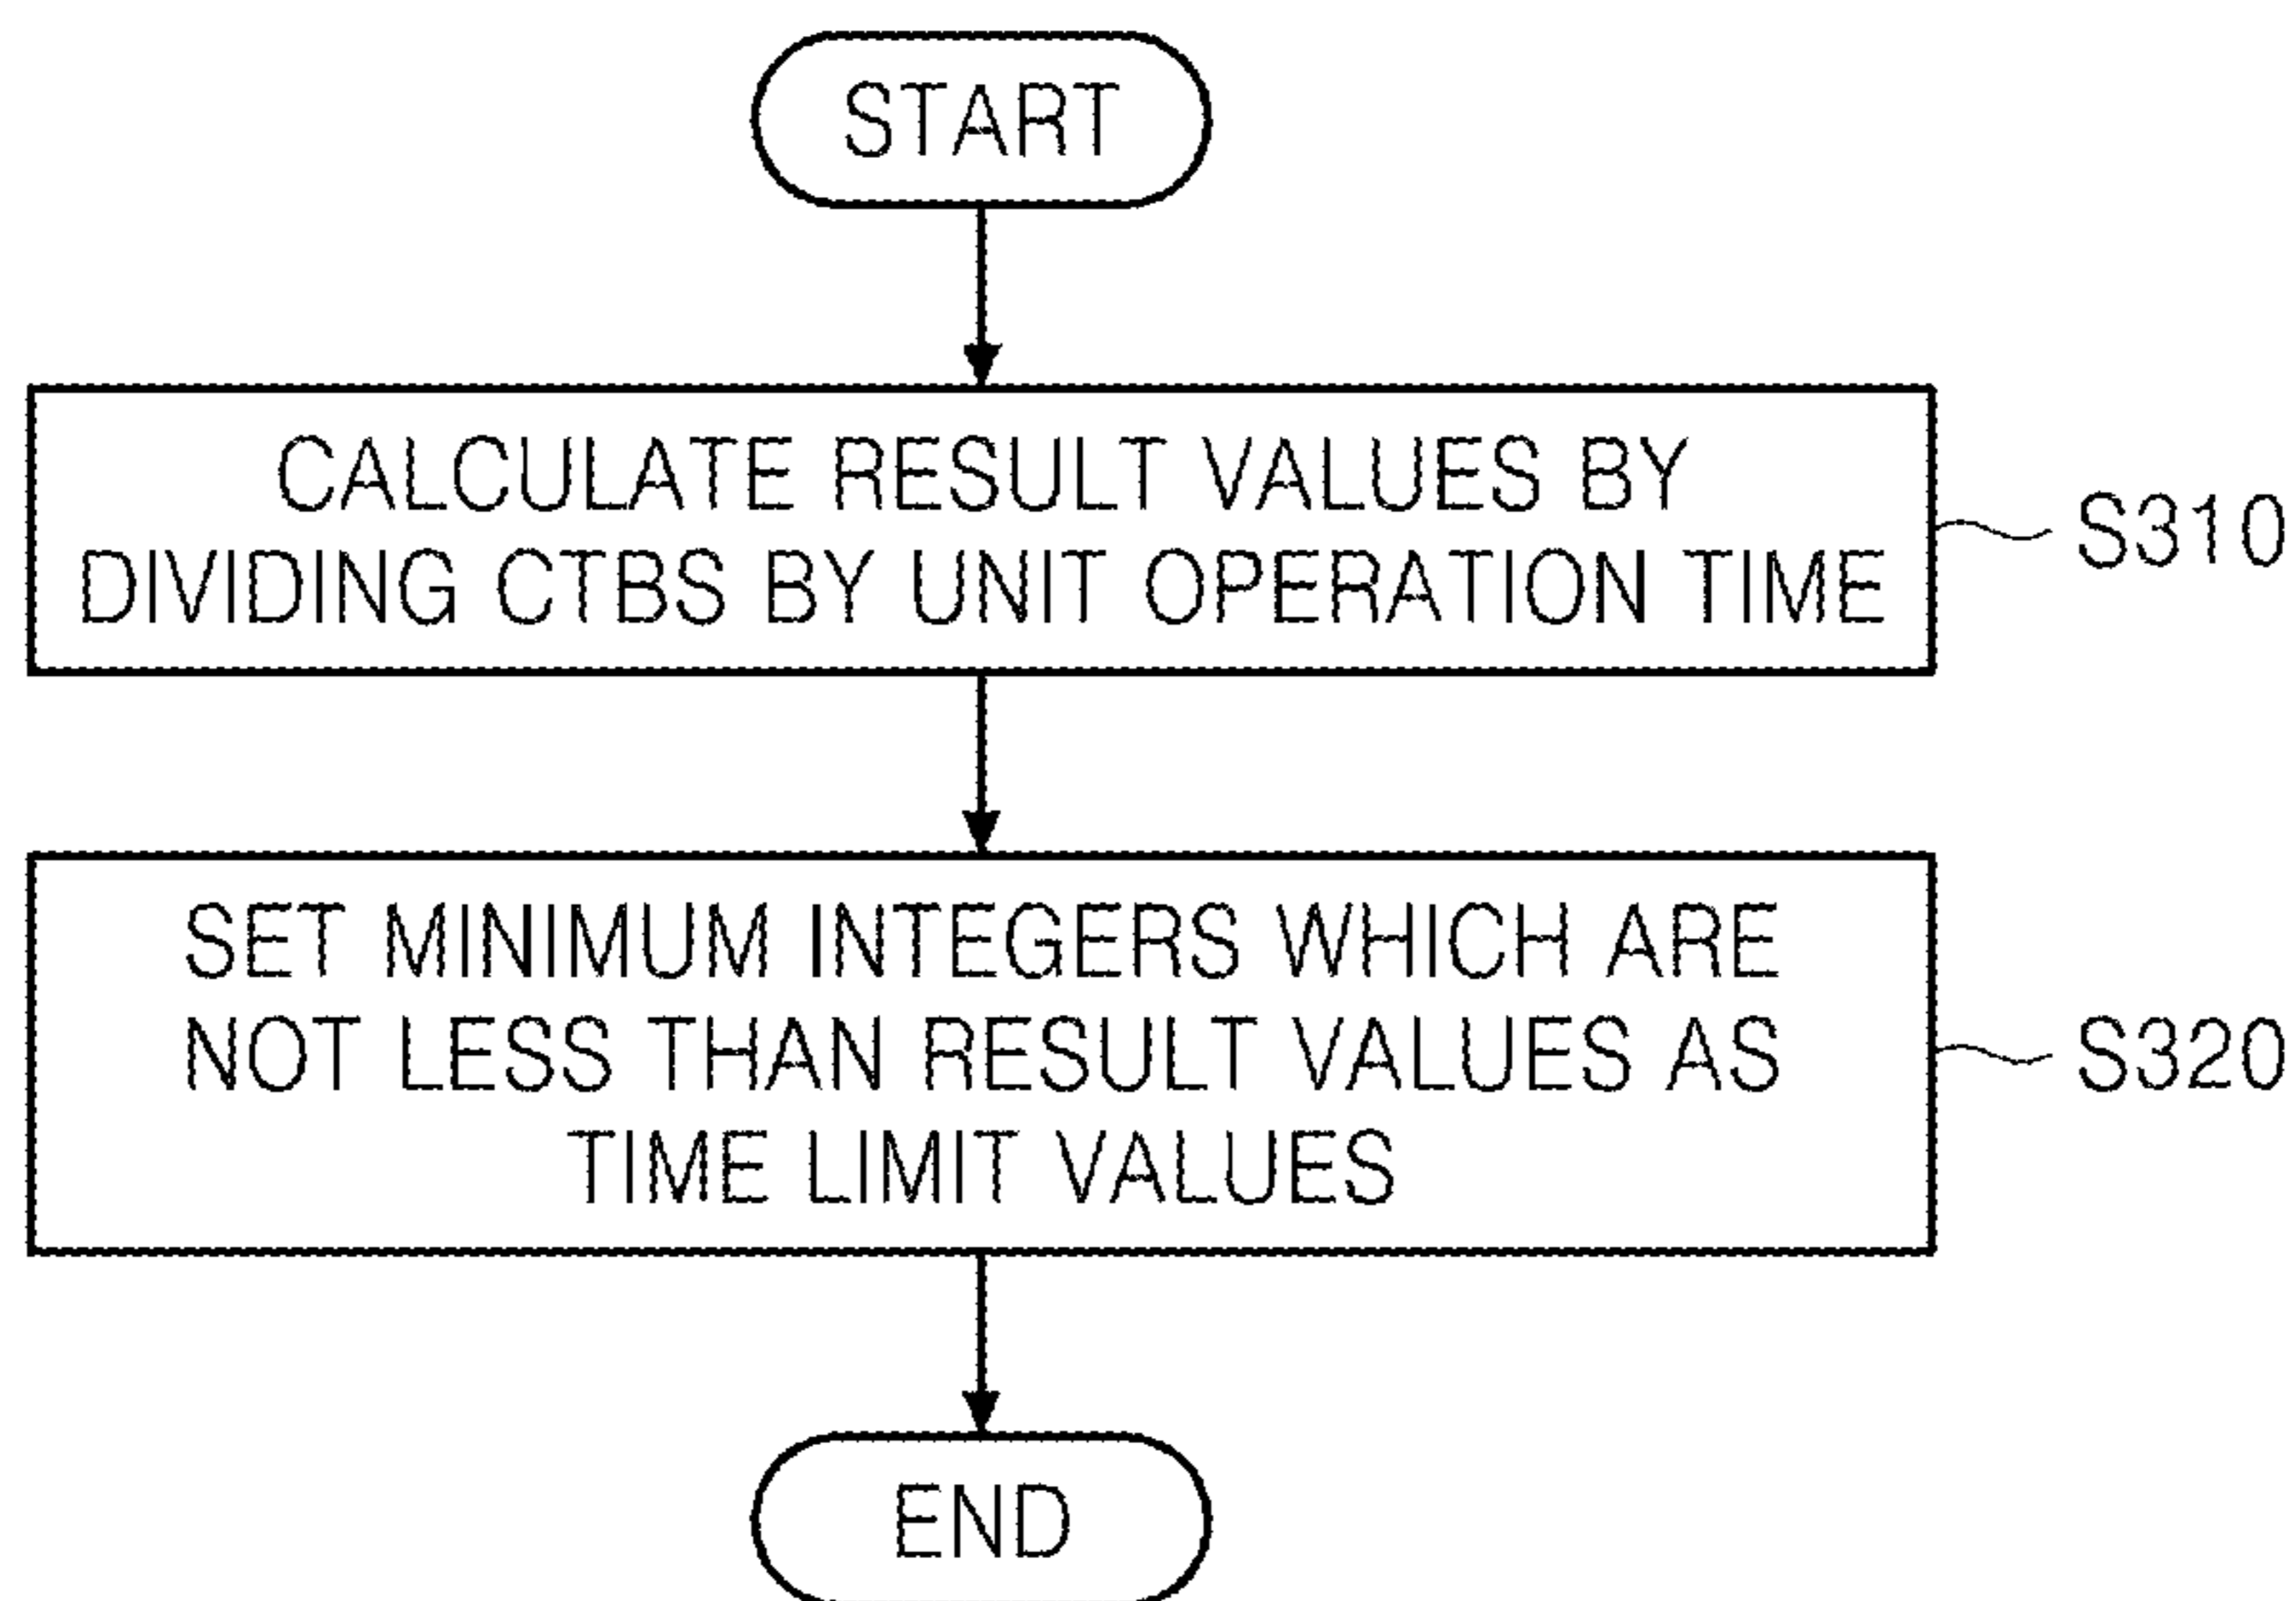 START
CALCULATE RESULT VALUES BY
DIVIDING CTBS BY UNIT OPERATION TIME
S310
SET MINIMUM INTEGERS WHICH ARE
NOT LESS THAN RESULT VALUES AS
TIME LIMIT VALUES
S320
END